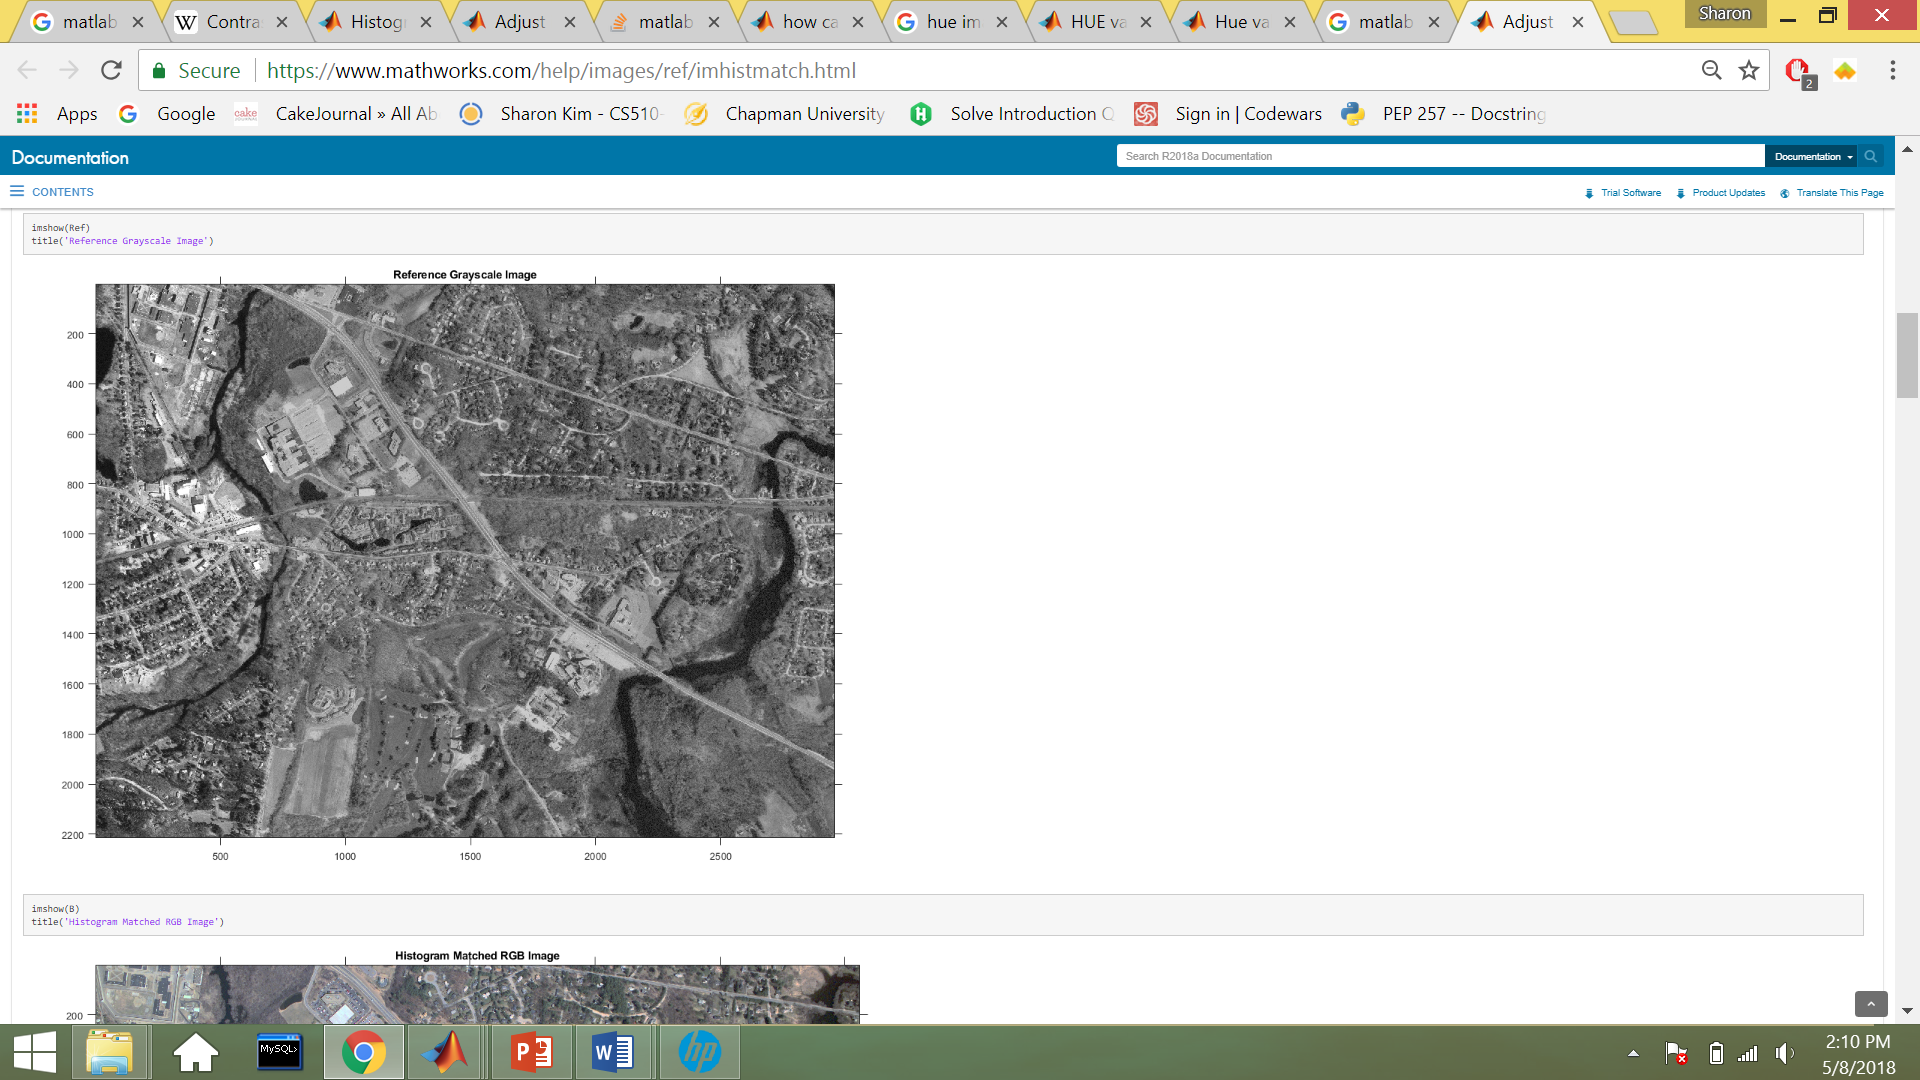 matlab
Contra
Histog
Adjust
matlab
how ca
hue im
HUE va
Hue va
matlab
Adjust
Sharon
Secure
https://www.mathworks.com/help/images/ref/imhistmatch.html
2
Apps
Google
CakeJournal » All Ab
Sharon Kim - CS510-
Chapman University
Solve Introduction Q
Sign in | Codewars
PEP 257 -- Docstring
Documentation
Search R2018a Documentation
Documentation
CONTENTS
Trial Software
Product Updates
Translate This Page
imshow(Ref)
title('Reference Grayscale Image')
Reference Grayscale Image
200
400
600
800
1000
1200
1400
1600
1800
2000
2200
500 1000 1500 2000 2500
imshow(B)
title('Histogram Matched RGB Image')
Histogram Matched RGB Image
200
MySQL>
2:10 PM
5/8/2018